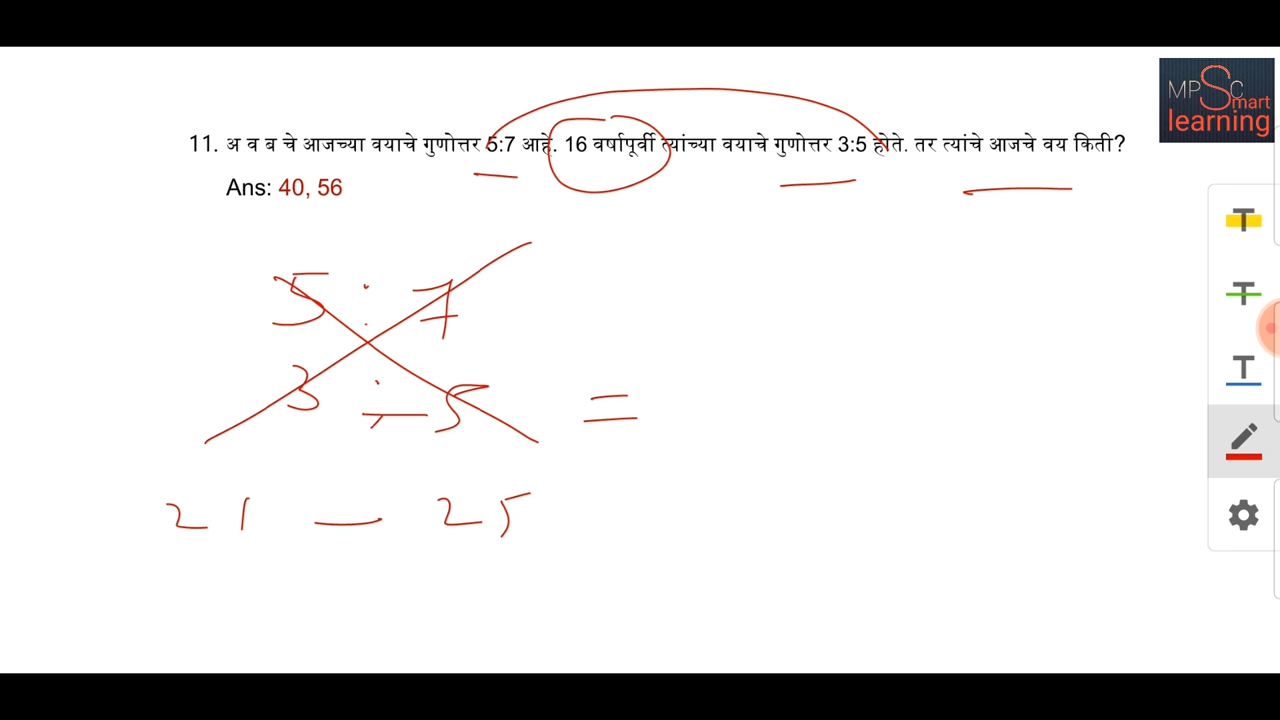 MPSC Smart learning
11. अ व ब चे आजच्या वयाचे गुणोत्तर 5:7 आहे. 16 वर्षापूर्वी त्यांच्या वयाचे गुणोत्तर 3:5 होते. तर त्यांचे आजचे वय किती?
Ans: 40, 56
5 : 7
3 : 5 =
21 — 25